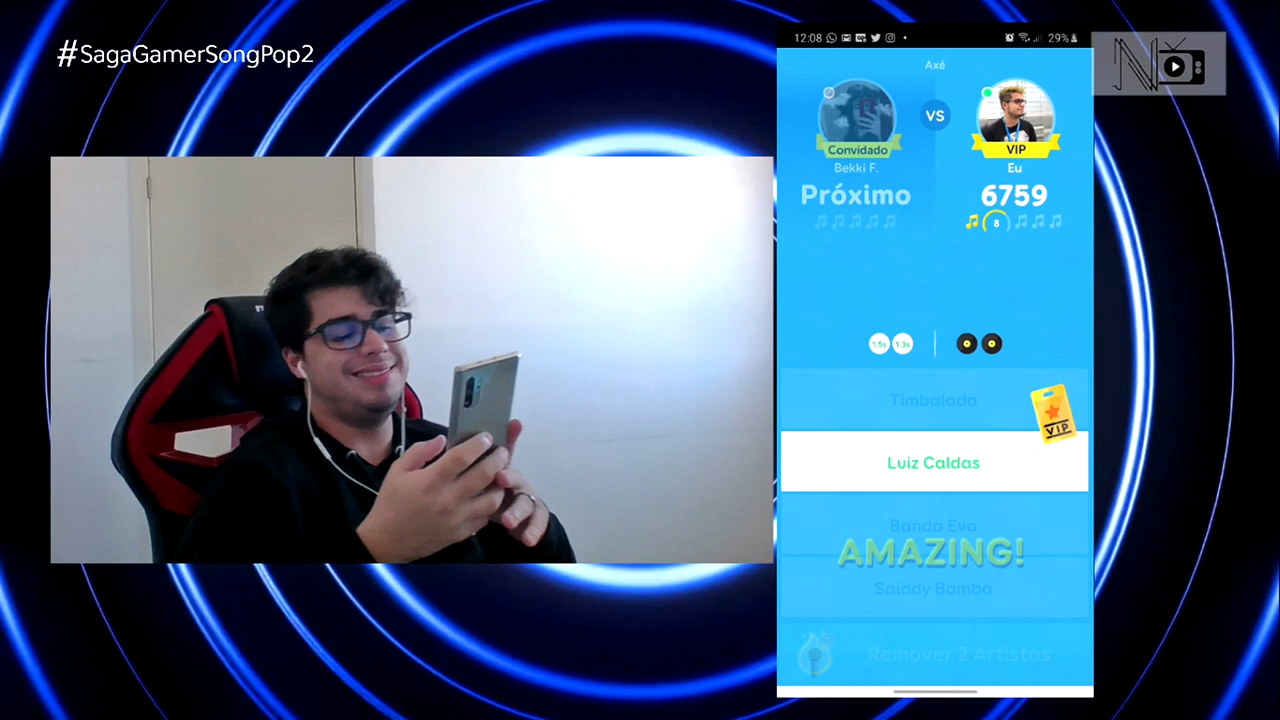 #SagaGamerSongPop2
12:08
29%
Axé
Convidado
VS
VIP
Bekki F.
Eu
Próximo
6759
8
1.5s
1.3s
Timbalada
VIP
Luiz Caldas
Banda Eva
AMAZING!
Saiddy Bamba
Remover 2 Artistas